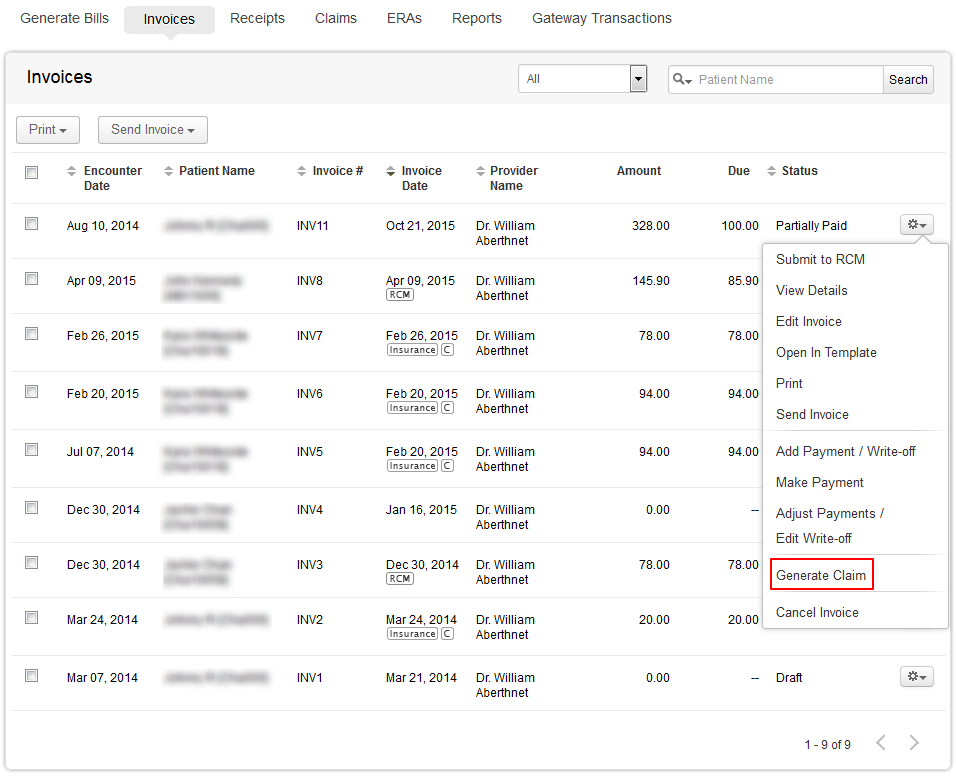 Generate Bills Invoices Receipts Claims ERAs Reports Gateway Transactions
Invoices All Patient Name Search
Print Send Invoice
Encounter Date Patient Name Invoice # Invoice Date Provider Name Amount Due Status
Aug 10, 2014 INV11 Oct 21, 2015 Dr. William Aberthnet 328.00 100.00 Partially Paid
Apr 09, 2015 INV8 Apr 09, 2015 RCM Dr. William Aberthnet 145.90 85.90
Feb 26, 2015 INV7 Feb 26, 2015 Insurance C Dr. William Aberthnet 78.00 78.00
Feb 20, 2015 INV6 Feb 20, 2015 Insurance C Dr. William Aberthnet 94.00 94.00
Jul 07, 2014 INV5 Feb 20, 2015 Insurance C Dr. William Aberthnet 94.00 94.00
Dec 30, 2014 INV4 Jan 16, 2015 Dr. William Aberthnet 0.00 --
Dec 30, 2014 INV3 Dec 30, 2014 RCM Dr. William Aberthnet 78.00 78.00
Mar 24, 2014 INV2 Mar 24, 2014 Insurance C Dr. William Aberthnet 20.00 20.00
Mar 07, 2014 INV1 Mar 21, 2014 Dr. William Aberthnet 0.00 -- Draft
Submit to RCM
View Details
Edit Invoice
Open In Template
Print
Send Invoice
Add Payment / Write-off
Make Payment
Adjust Payments /
Edit Write-off
Generate Claim
Cancel Invoice
1 - 9 of 9